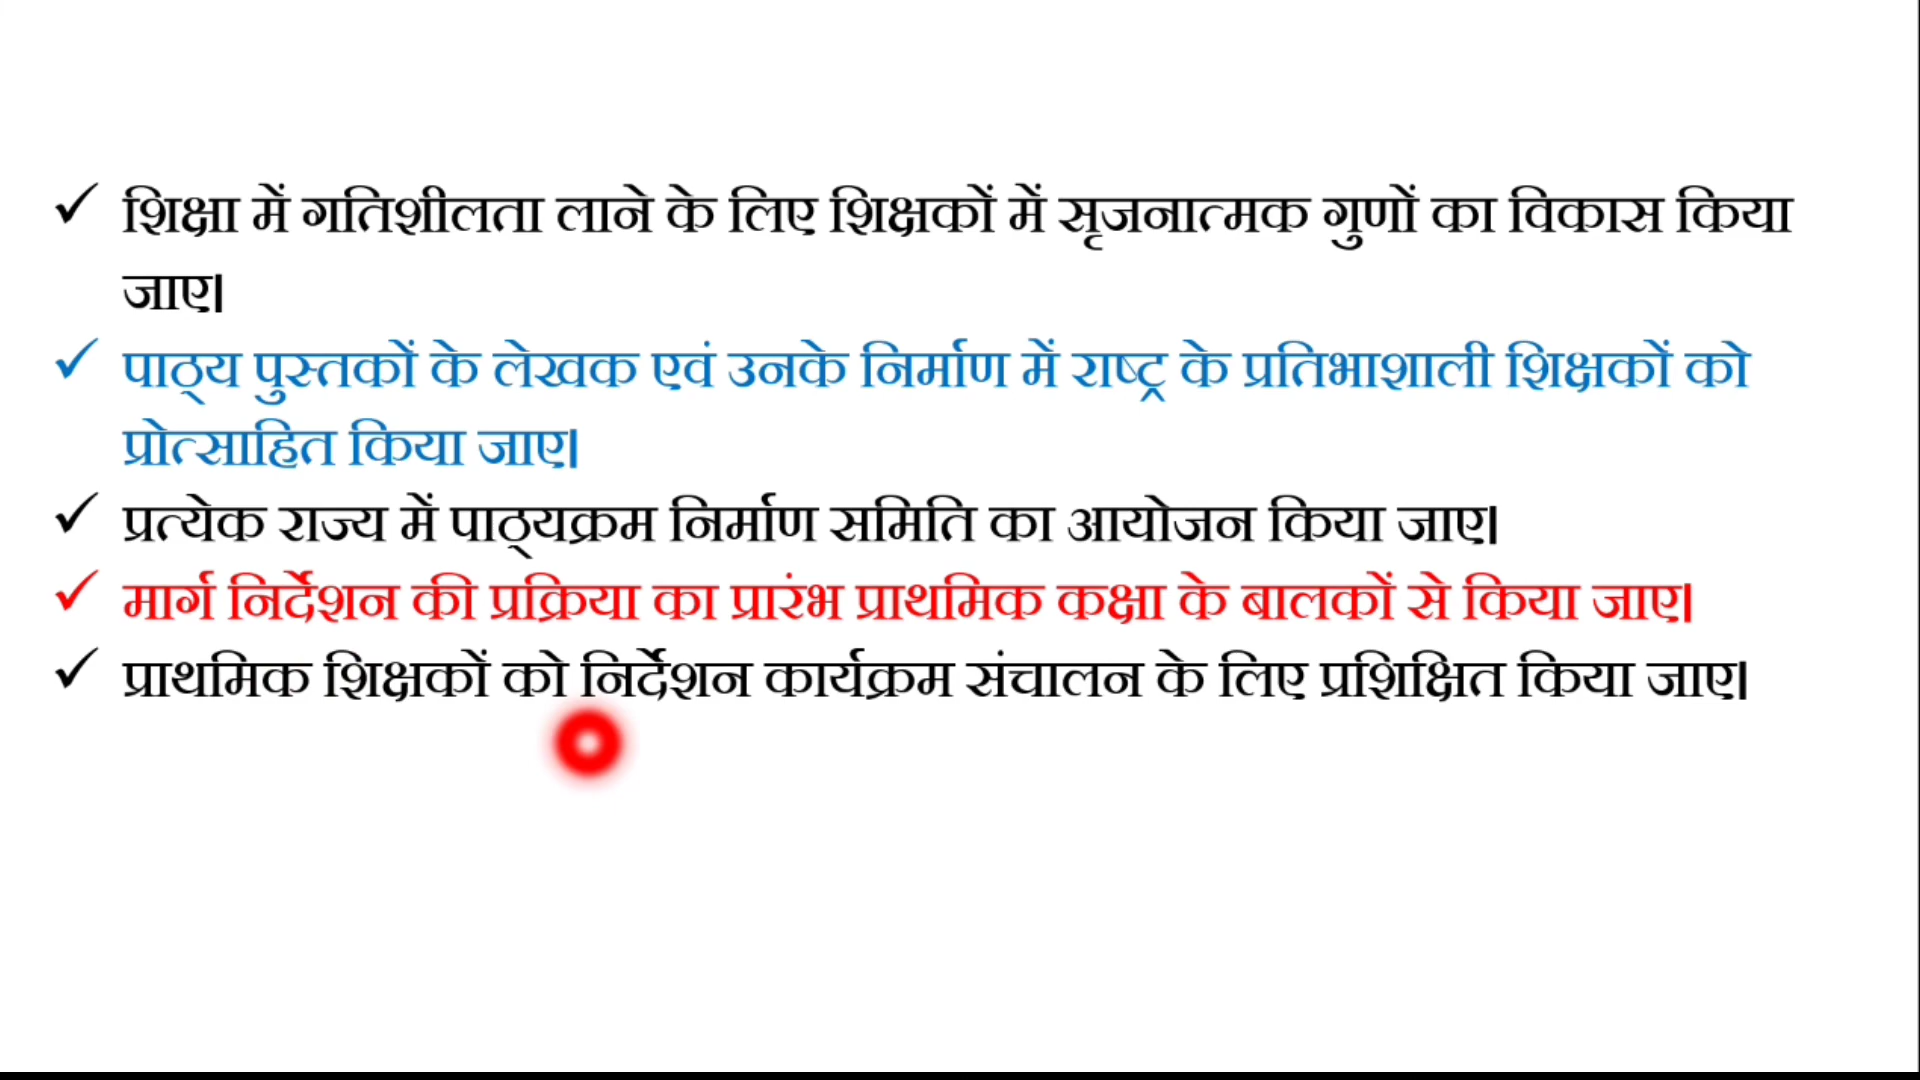 ✓ शिक्षा में गतिशीलता लाने के लिए शिक्षकों में सृजनात्मक गुणों का विकास किया
जाए।
✓ पाठ्य पुस्तकों के लेखक एवं उनके निर्माण में राष्ट्र के प्रतिभाशाली शिक्षकों को
प्रोत्साहित किया जाए।
✓ प्रत्येक राज्य में पाठ्यक्रम निर्माण समिति का आयोजन किया जाए।
✓ मार्ग निर्देशन की प्रक्रिया का प्रारंभ प्राथमिक कक्षा के बालकों से किया जाए।
✓ प्राथमिक शिक्षकों को निर्देशन कार्यक्रम संचालन के लिए प्रशिक्षित किया जाए।